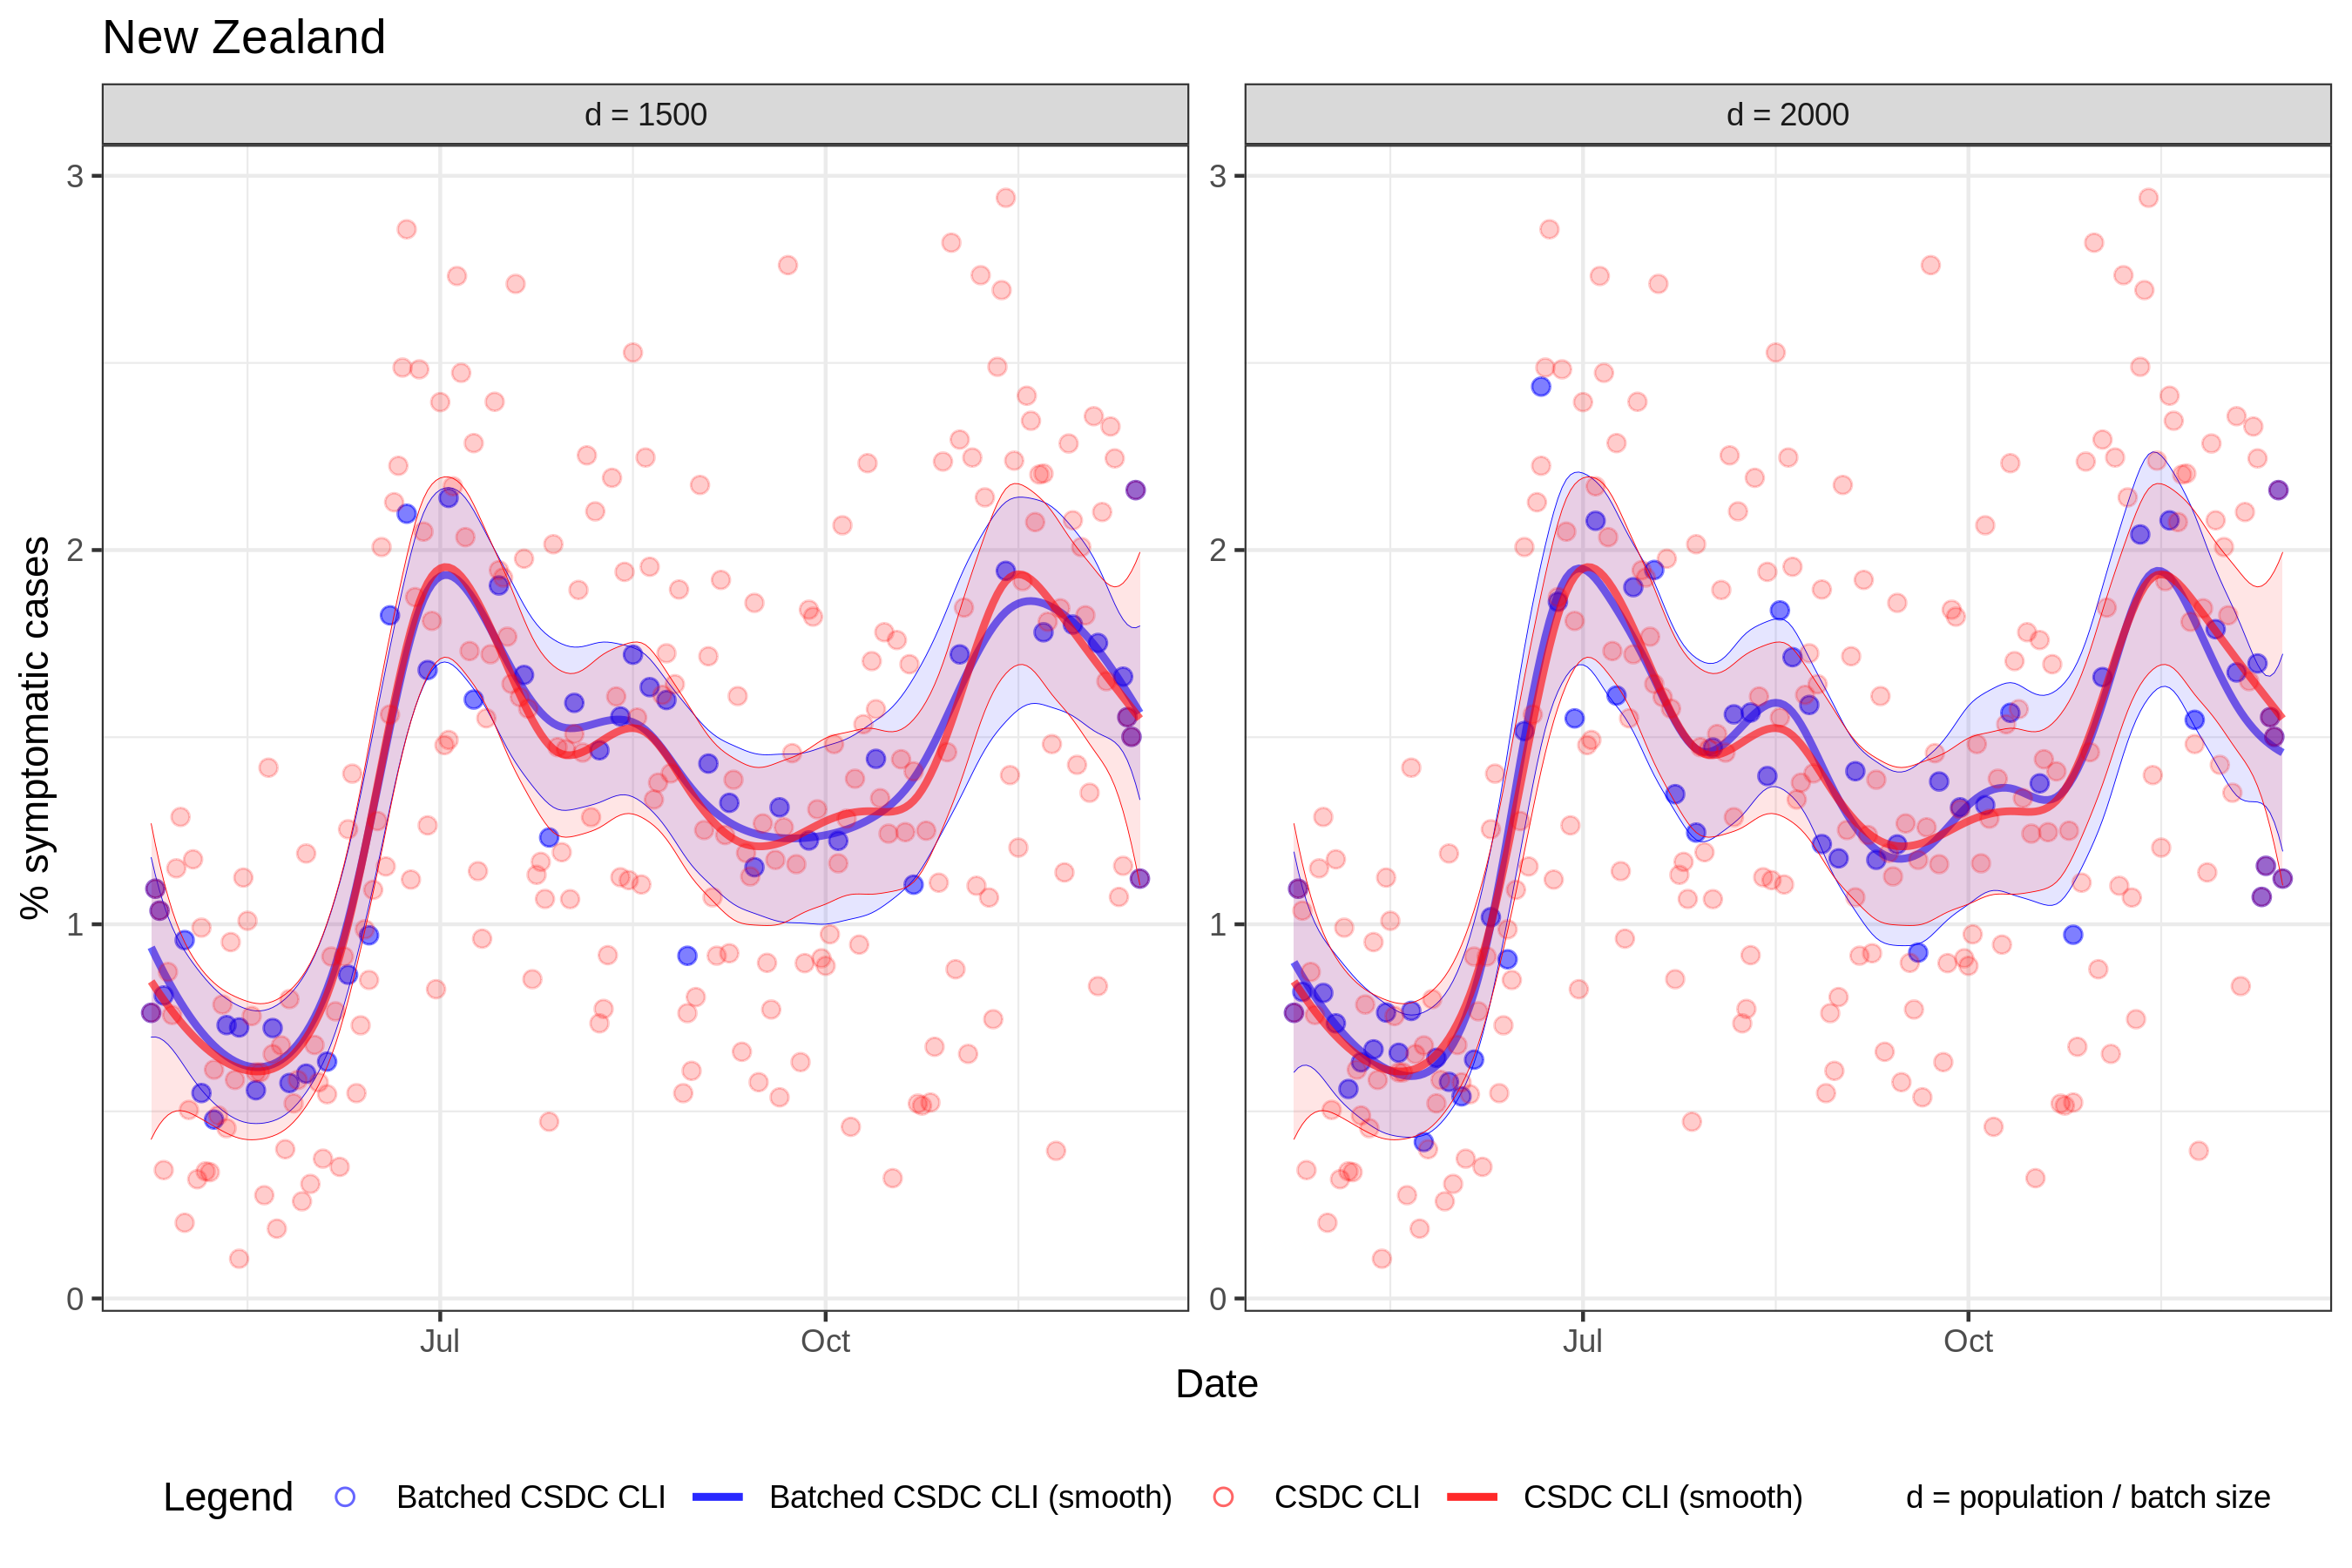 New Zealand
d = 1500
d = 2000
% symptomatic cases
3
2
1
0
3
2
1
0
Jul
Oct
Jul
Oct
Date
Legend Batched CSDC CLI Batched CSDC CLI (smooth) CSDC CLI CSDC CLI (smooth) d = population / batch size